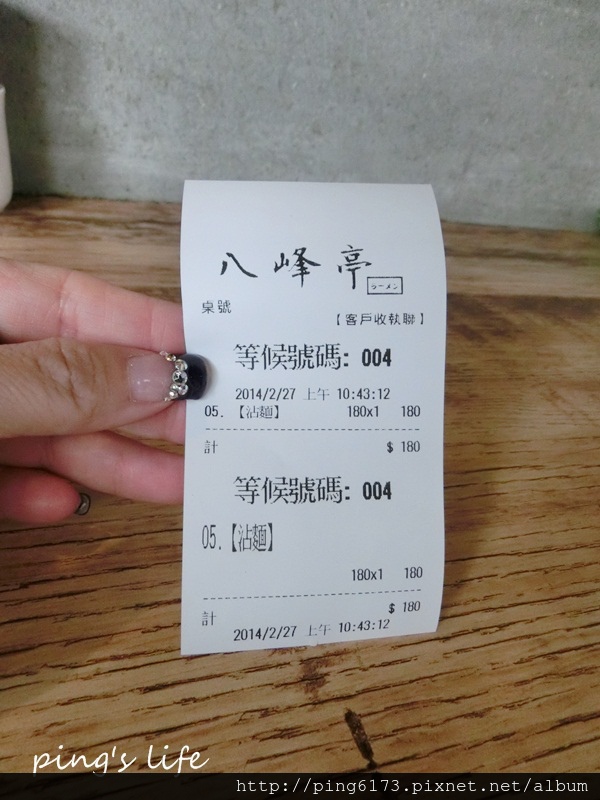 八峰亭
ラーメン
桌號
【客戶收執聯】
等候號碼: 004
2014/2/27 上午 10:43:12
05. 【沾麵】 180x1 180
計 $ 180
等候號碼: 004
05.【沾麵】
180x1 180
計 $ 180
2014/2/27 上午 10:43:12
ping's life
http://ping6173.pixnet.net/album